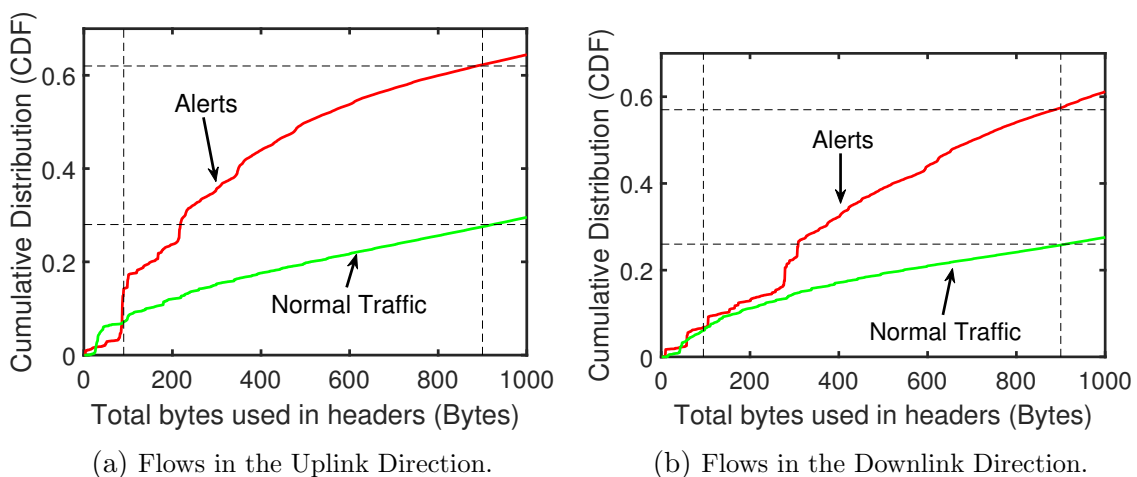 Cumulative Distribution (CDF)
0.6
0.4
0.2
0
Alerts
Normal Traffic
0 200 400 600 800 1000
Total bytes used in headers (Bytes)
(a) Flows in the Uplink Direction.
Cumulative Distribution (CDF)
0.6
0.4
0.2
0
Alerts
Normal Traffic
0 200 400 600 800 1000
Total bytes used in headers (Bytes)
(b) Flows in the Downlink Direction.